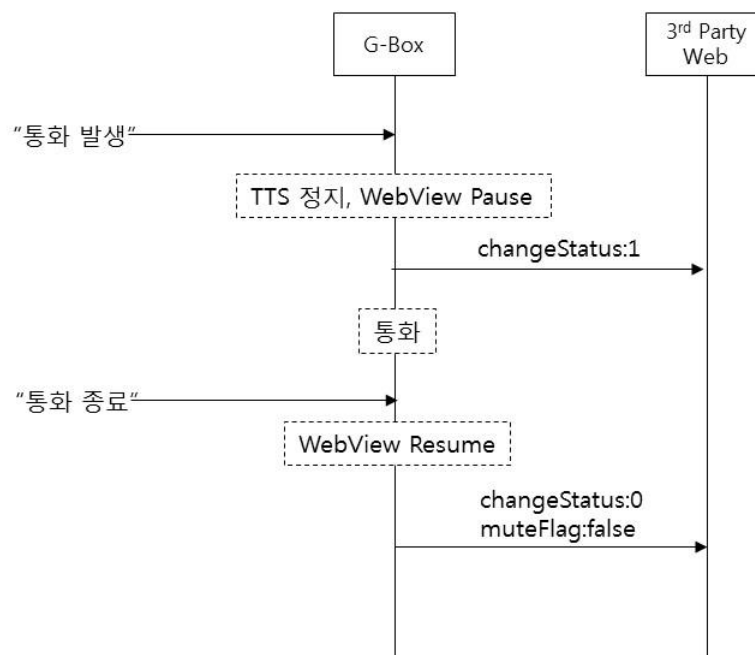 G-Box
3rd Party
Web
“통화 발생“
TTS 정지, WebView Pause
changeStatus:1
통화
“통화 종료“
WebView Resume
changeStatus:0
muteFlag:false